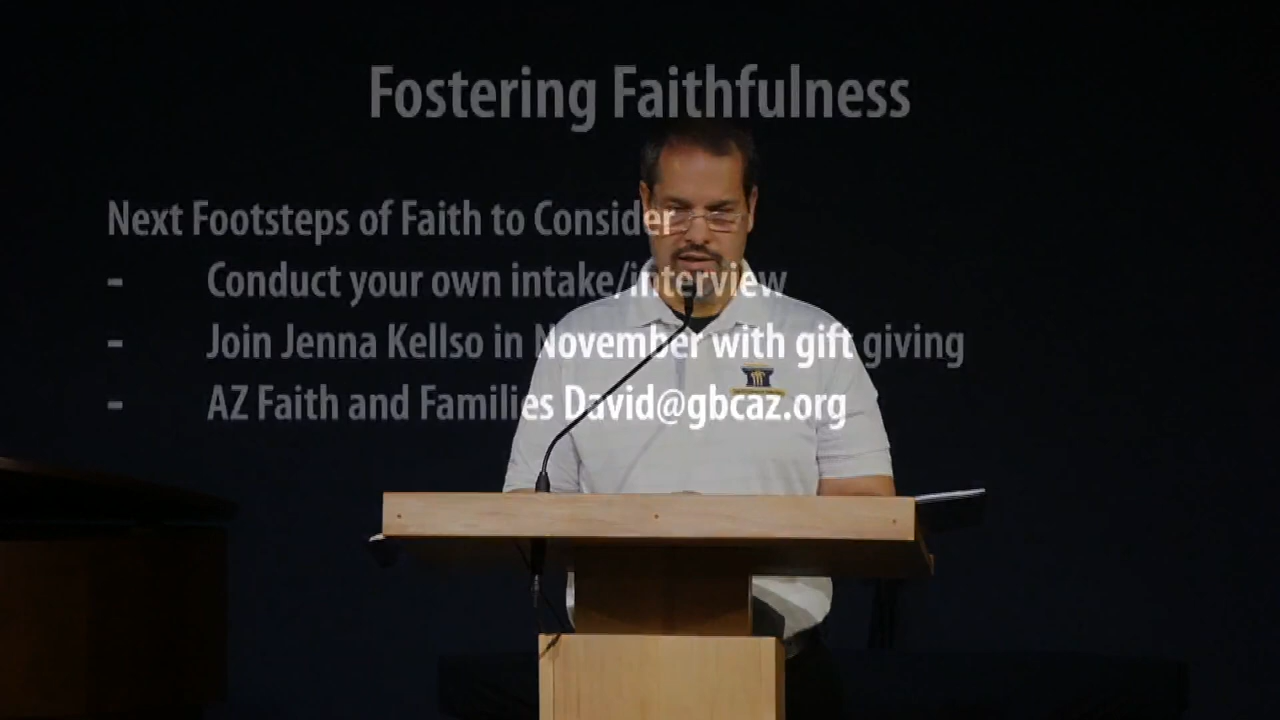 Fostering Faithfulness
Next Footsteps of Faith to Consider
- Conduct your own intake/interview
- Join Jenna Kellso in November with gift giving
- AZ Faith and Families David@gbcaz.org